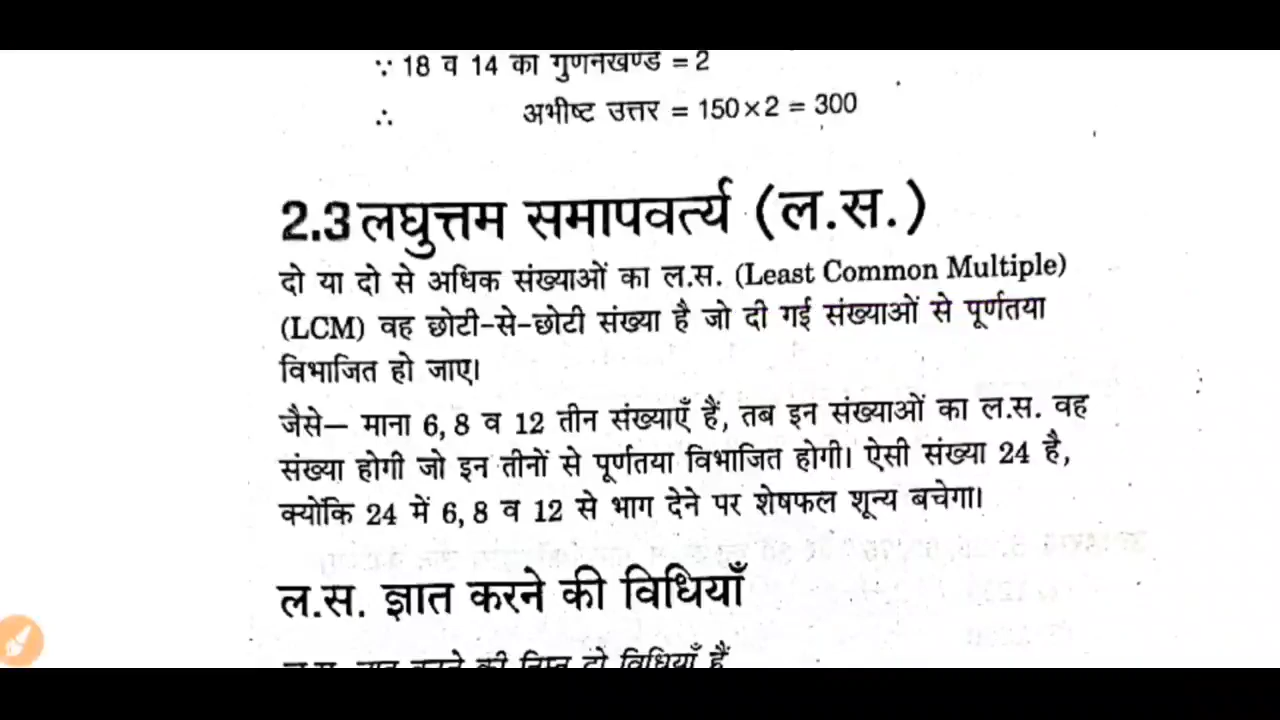 ∵ 18 व 14 का गुणनखण्ड = 2
∴ अभीष्ट उत्तर = 150×2 = 300
2.3 लघुत्तम समापवर्त्य (ल.स.)
दो या दो से अधिक संख्याओं का ल.स. (Least Common Multiple)
(LCM) वह छोटी-से-छोटी संख्या है जो दी गई संख्याओं से पूर्णतया
विभाजित हो जाए।
जैसे— माना 6, 8 व 12 तीन संख्याएँ हैं, तब इन संख्याओं का ल.स. वह
संख्या होगी जो इन तीनों से पूर्णतया विभाजित होगी। ऐसी संख्या 24 है,
क्योंकि 24 में 6, 8 व 12 से भाग देने पर शेषफल शून्य बचेगा।
ल.स. ज्ञात करने की विधियाँ
ल.स. ज्ञात करने की निम्न दो विधियाँ हैं